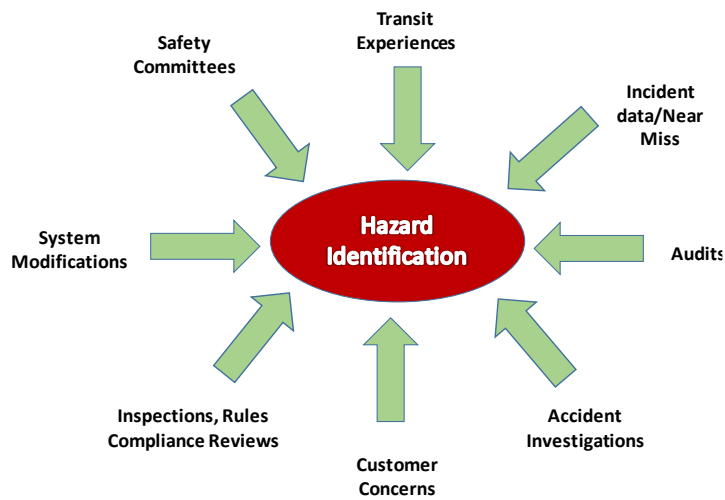 Transit
Experiences
Safety
Committees
Incident
data/Near
Miss
Hazard
Identification
System
Modifications
Audits
Inspections, Rules
Compliance Reviews
Accident
Investigations
Customer
Concerns